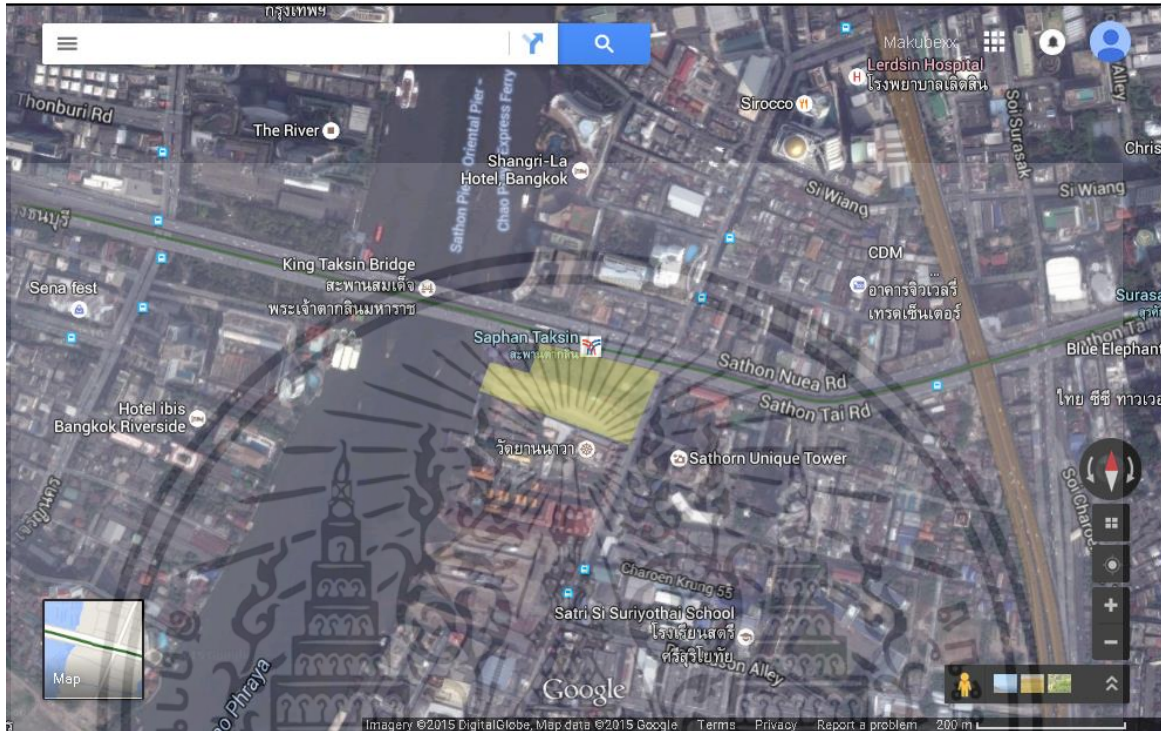 กรุงเทพฯ
Makubexx
Lerdsin Hospital
โรงพยาบาลเลิดสิน
Alley
Thonburi Rd
The River
Sirocco
Soi Surasak
Sathon Pier - Oriental Pier -
Chao Phraya Express Ferry
Shangri-La
Hotel, Bangkok
Chris
Si Wiang
Si Wiang
King Taksin Bridge
สะพานสมเด็จ
พระเจ้าตากสินมหาราช
CDM
...
อาคารจิวเวลรี่
เทรดเซ็นเตอร์
Sena fest
Saphan Taksin
สะพานตากสิน
Sathon Nuea Rd
Sathon Tai Rd
Blue Elephant
Hotel ibis
Bangkok Riverside
วัดยานนาวา
Sathorn Unique Tower
Charoen Krung 55
Satri Si Suriyothai School
โรงเรียนสตรี
ศรีสุริโยทัย
Alley
Map
Google
Imagery ©2015 DigitalGlobe, Map data ©2015 Google Terms Privacy Report a problem 200 m